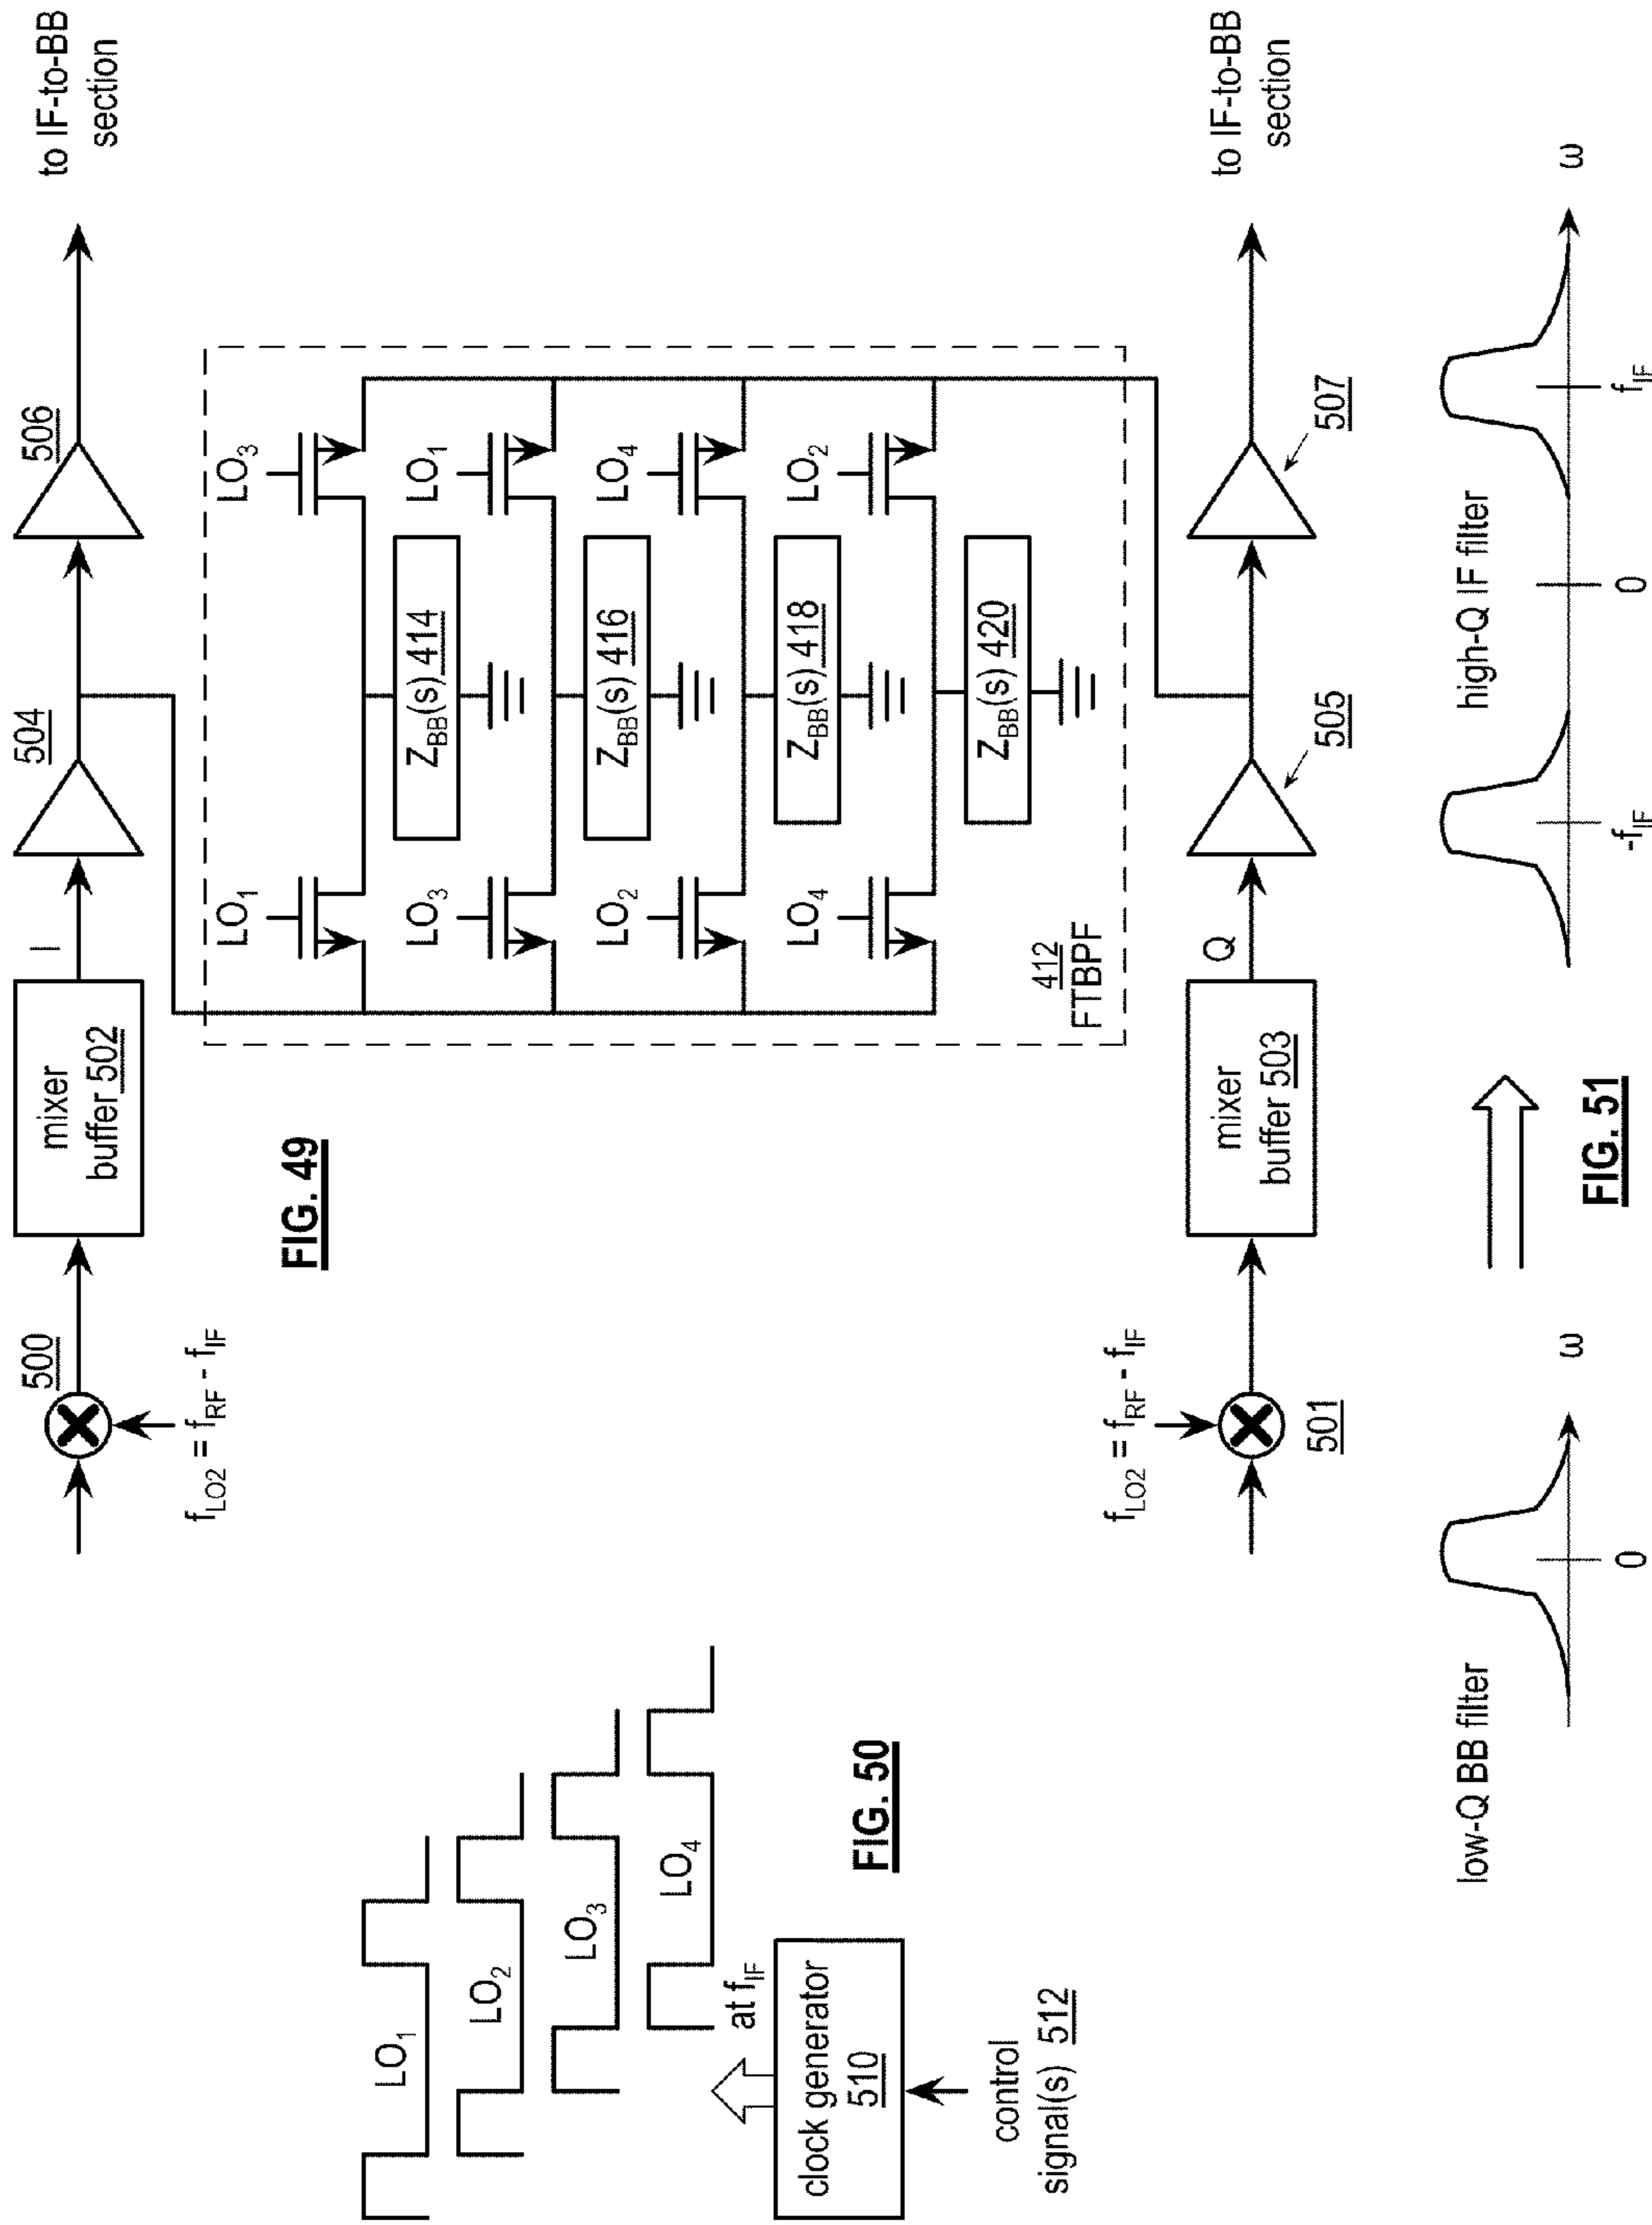 500
f_LO2 = f_RF - f_IF
mixer
buffer 502
I
504
506
to IF-to-BB
section
FIG. 49
LO_1
LO_3
Z_BB(s) 414
LO_3
LO_1
Z_BB(s) 416
LO_2
LO_4
Z_BB(s) 418
LO_4
LO_2
Z_BB(s) 420
412
FTBPF
f_LO2 = f_RF - f_IF
501
mixer
buffer 503
Q
505
507
to IF-to-BB
section
LO_1
LO_2
LO_3
LO_4
at f_IF
clock generator
510
control
signal(s) 512
FIG. 50
low-Q BB filter
0
ω
high-Q IF filter
-f_IF
0
f_IF
ω
FIG. 51